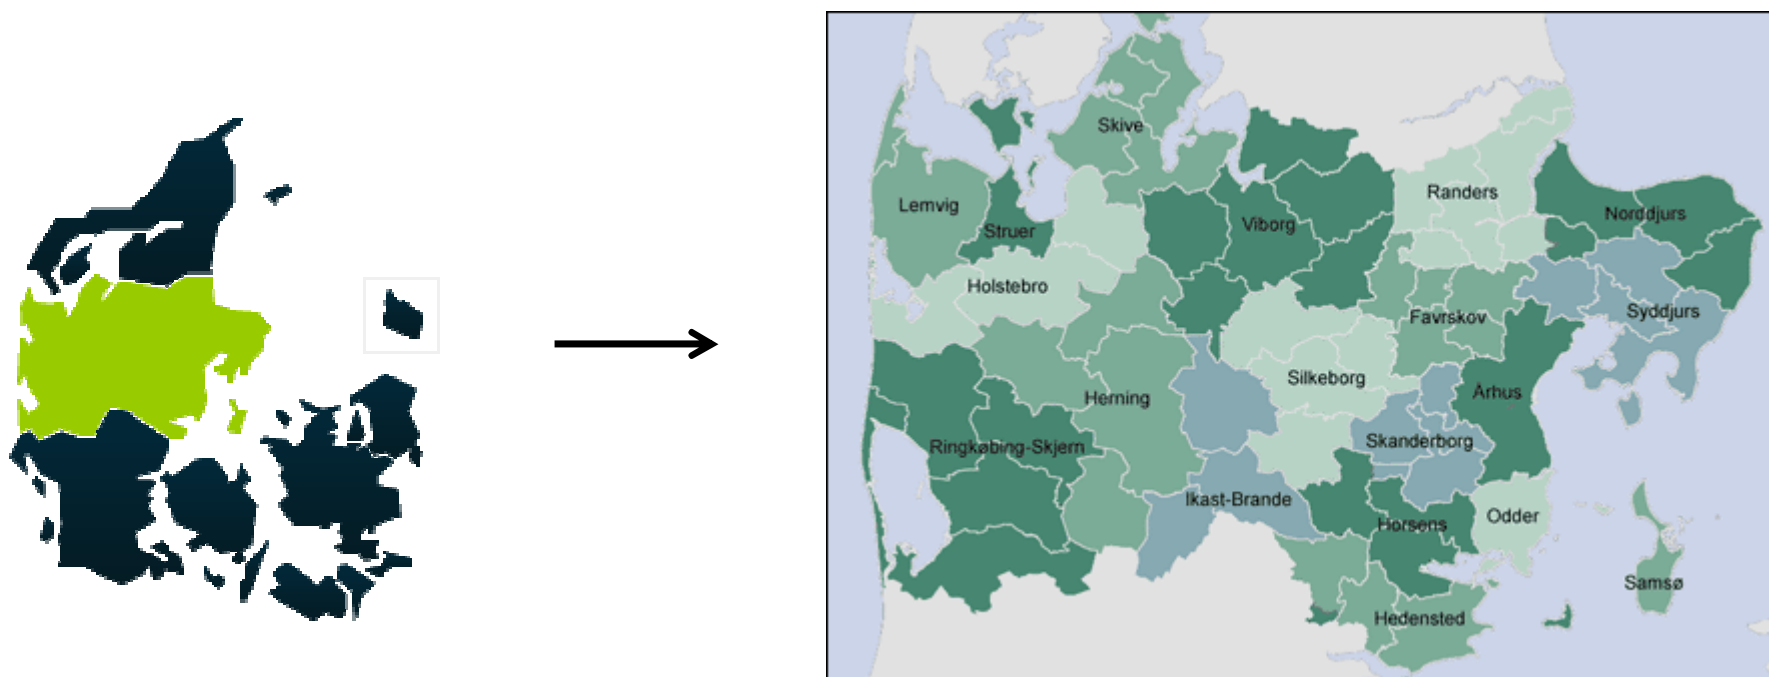 Skive
Randers
Lemvig
Norddjurs
Viborg
Struer
Holstebro
Syddjurs
Favrskov
Silkeborg
Århus
Herning
Skanderborg
Ringkøbing-Skjern
Ikast-Brande
Odder
Horsens
Samsø
Hedensted